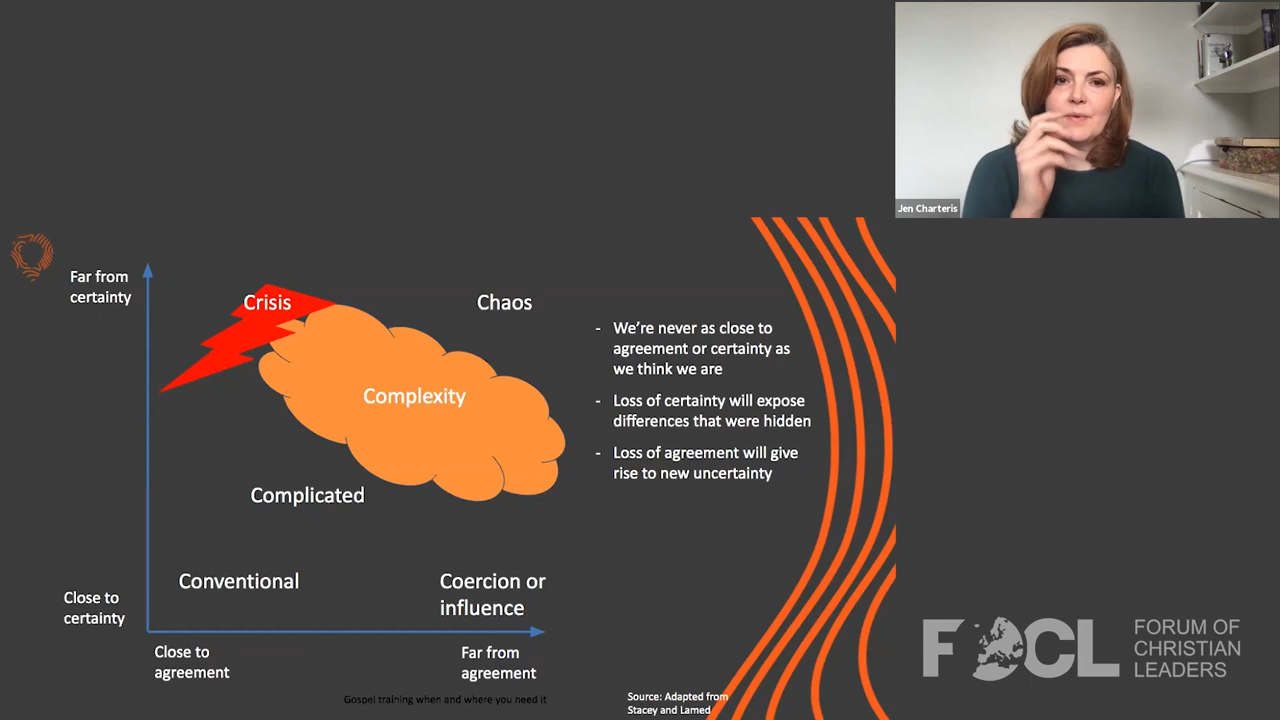 Jen Charteris
Far from
certainty
Crisis
Chaos
Complexity
Complicated
Conventional
Coercion or
influence
Close to
certainty
Close to
agreement
Far from
agreement
- We’re never as close to
agreement or certainty as
we think we are
- Loss of certainty will expose
differences that were hidden
- Loss of agreement will give
rise to new uncertainty
Gospel training when and where you need it
Source: Adapted from
Stacey and Lamed
FOCL
FORUM OF
CHRISTIAN
LEADERS